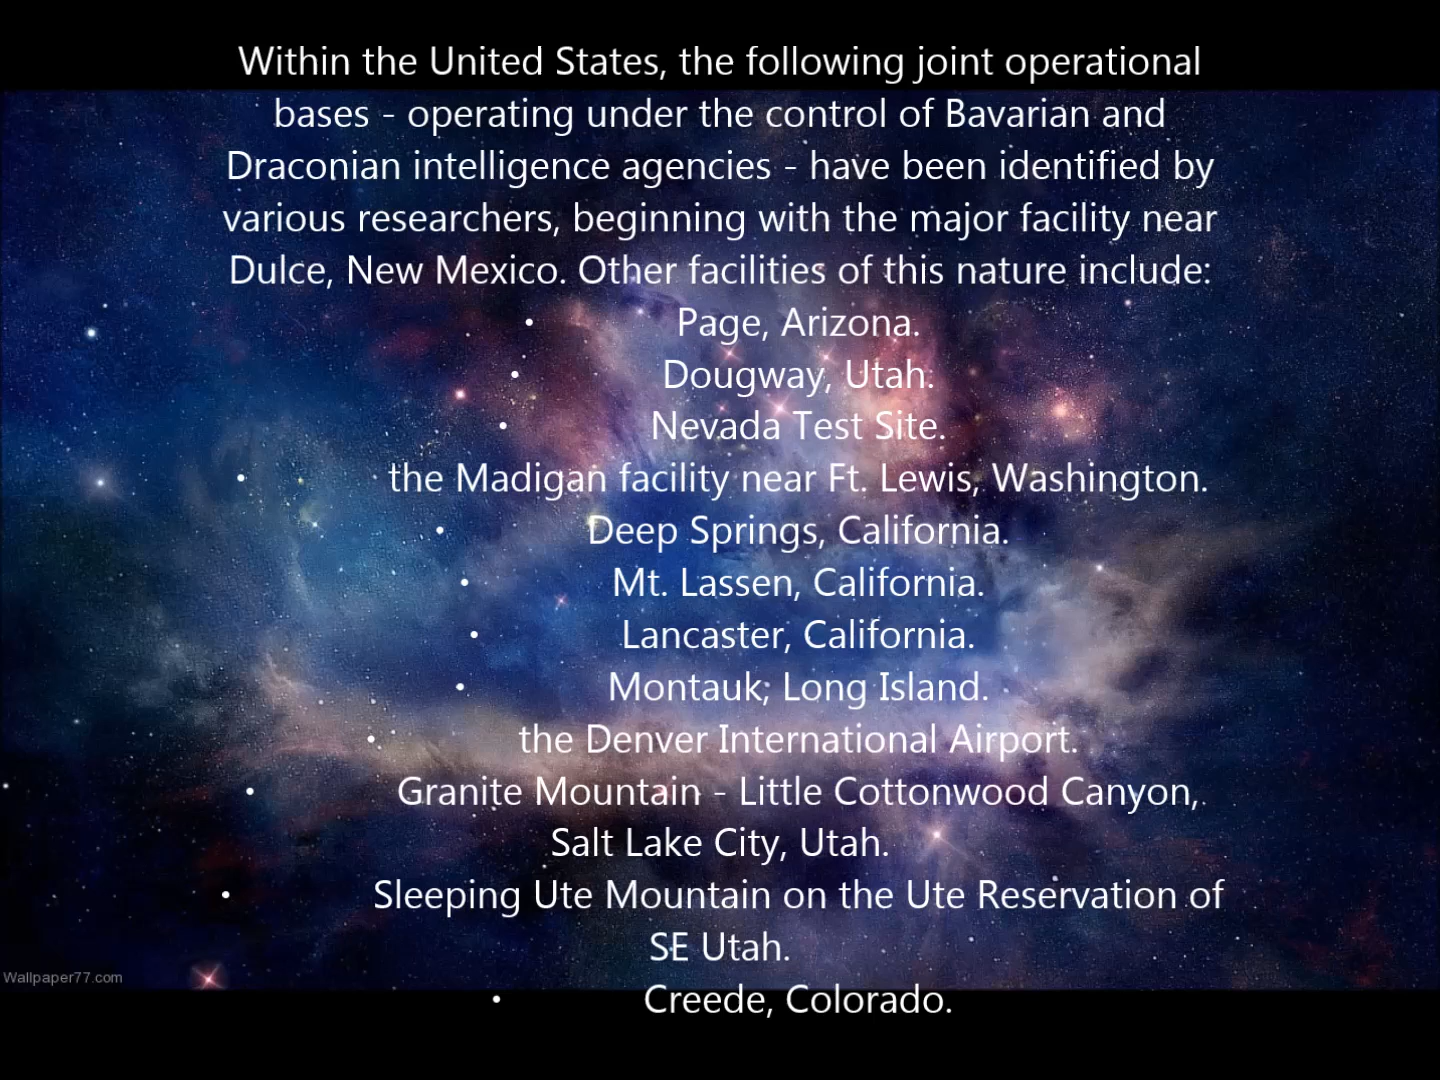 Within the United States, the following joint operational
bases - operating under the control of Bavarian and
Draconian intelligence agencies - have been identified by
various researchers, beginning with the major facility near
Dulce, New Mexico. Other facilities of this nature include:
• Page, Arizona.
• Dougway, Utah.
• Nevada Test Site.
• the Madigan facility near Ft. Lewis, Washington.
• Deep Springs, California.
• Mt. Lassen, California.
• Lancaster, California.
• Montauk, Long Island.
• the Denver International Airport.
• Granite Mountain - Little Cottonwood Canyon,
Salt Lake City, Utah.
• Sleeping Ute Mountain on the Ute Reservation of
SE Utah.
Wallpaper77.com
• Creede, Colorado.